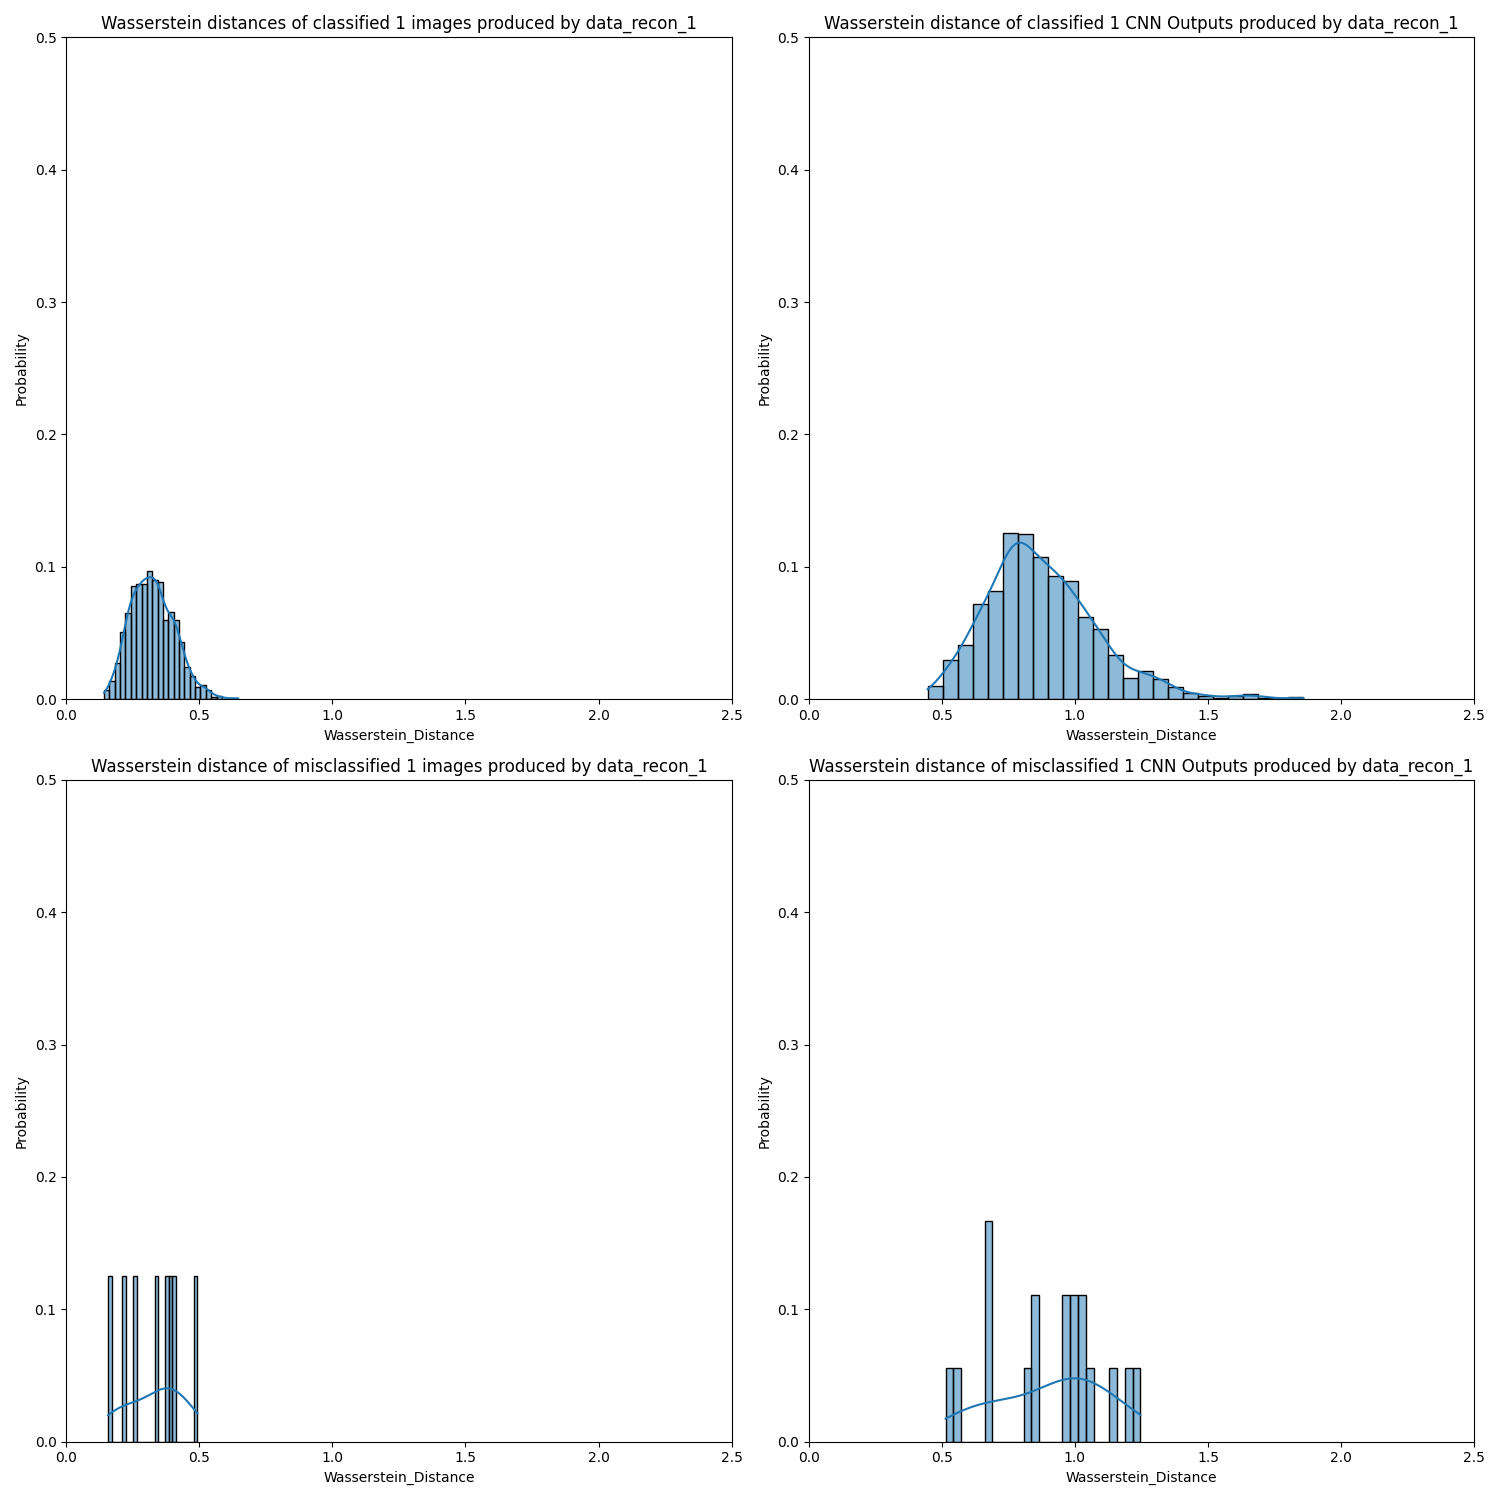 Wasserstein distances of classified 1 images produced by data_recon_1
0.5
0.4
0.3
0.2
0.1
0.0
Probability
0.0 0.5 1.0 1.5 2.0 2.5
Wasserstein_Distance
Wasserstein distance of classified 1 CNN Outputs produced by data_recon_1
0.5
0.4
0.3
0.2
0.1
0.0
Probability
0.0 0.5 1.0 1.5 2.0 2.5
Wasserstein_Distance
Wasserstein distance of misclassified 1 images produced by data_recon_1
0.5
0.4
0.3
0.2
0.1
0.0
Probability
0.0 0.5 1.0 1.5 2.0 2.5
Wasserstein_Distance
Wasserstein distance of misclassified 1 CNN Outputs produced by data_recon_1
0.5
0.4
0.3
0.2
0.1
0.0
Probability
0.0 0.5 1.0 1.5 2.0 2.5
Wasserstein_Distance